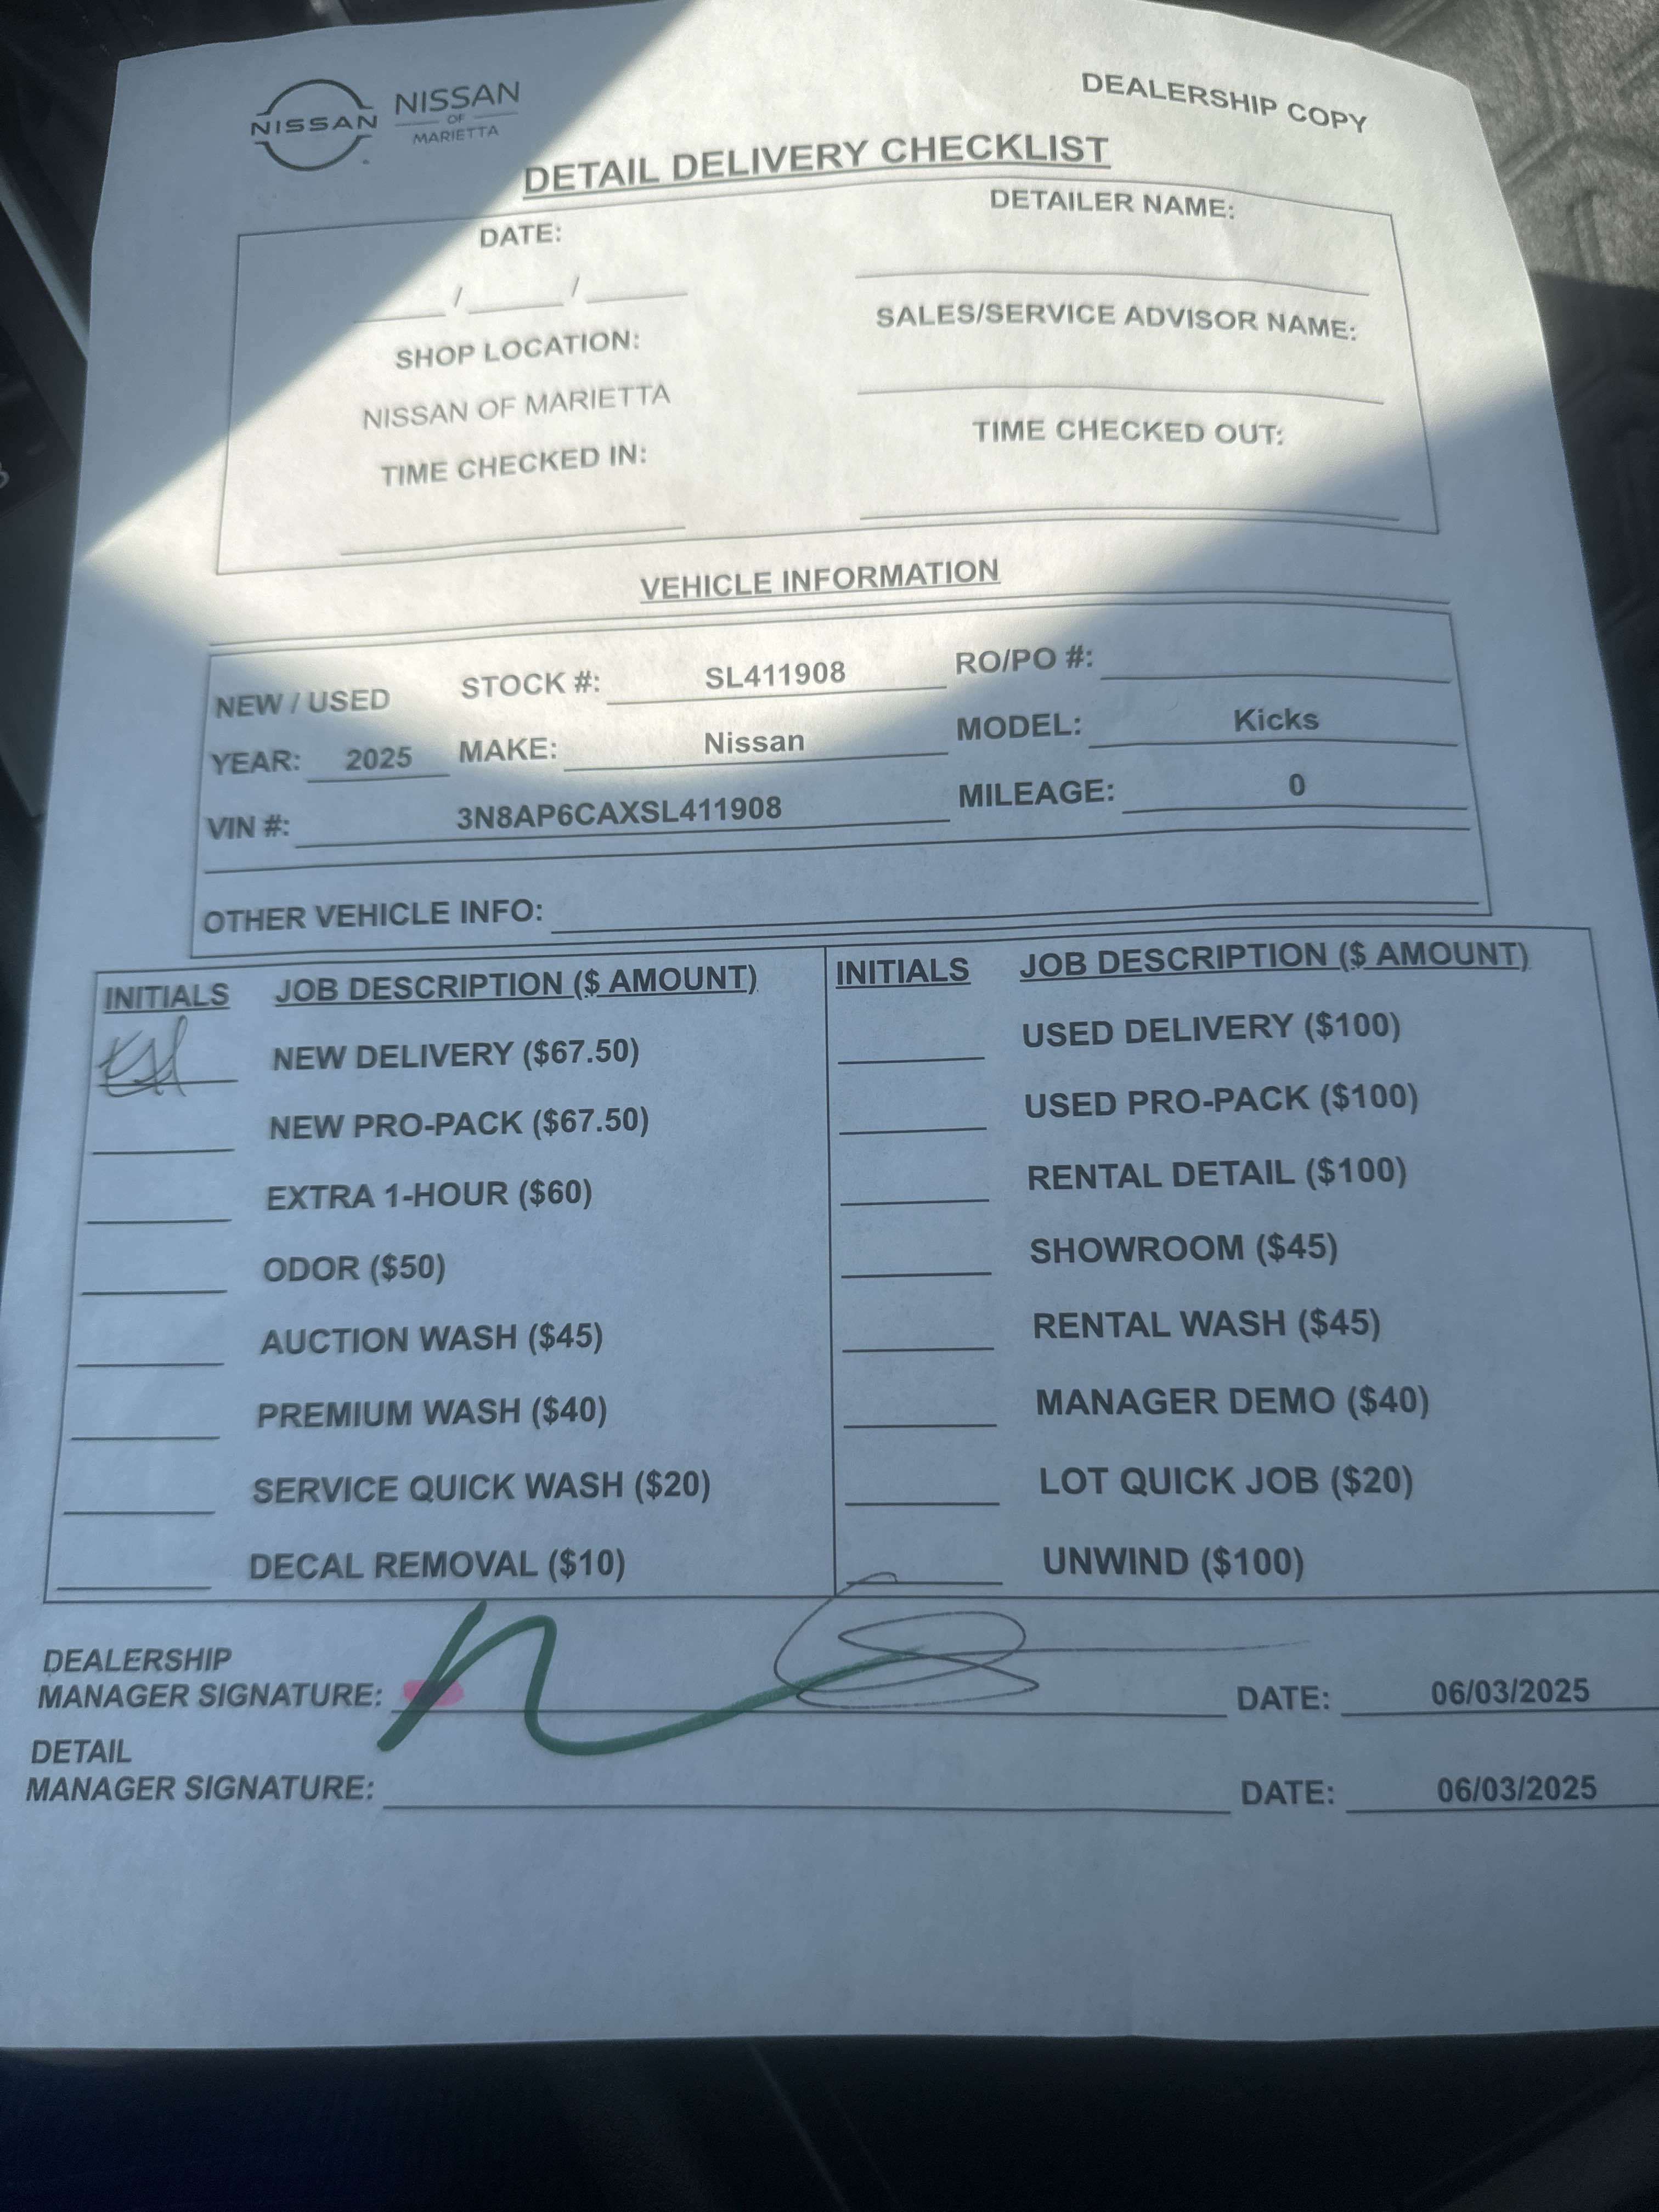 NISSAN
NISSAN
OF
MARIETTA
DEALERSHIP COPY
DETAIL DELIVERY CHECKLIST
DATE:
DETAILER NAME:
/ /
SHOP LOCATION:
SALES/SERVICE ADVISOR NAME:
NISSAN OF MARIETTA
TIME CHECKED IN:
TIME CHECKED OUT:
VEHICLE INFORMATION
NEW / USED STOCK #: SL411908 RO/PO #:
YEAR: 2025 MAKE: Nissan MODEL: Kicks
VIN #: 3N8AP6CAXSL411908 MILEAGE: 0
OTHER VEHICLE INFO:
INITIALS JOB DESCRIPTION ($ AMOUNT) INITIALS JOB DESCRIPTION ($ AMOUNT)
NEW DELIVERY ($67.50) USED DELIVERY ($100)
NEW PRO-PACK ($67.50) USED PRO-PACK ($100)
EXTRA 1-HOUR ($60) RENTAL DETAIL ($100)
ODOR ($50) SHOWROOM ($45)
AUCTION WASH ($45) RENTAL WASH ($45)
PREMIUM WASH ($40) MANAGER DEMO ($40)
SERVICE QUICK WASH ($20) LOT QUICK JOB ($20)
DECAL REMOVAL ($10) UNWIND ($100)
DEALERSHIP
MANAGER SIGNATURE: DATE: 06/03/2025
DETAIL
MANAGER SIGNATURE: DATE: 06/03/2025